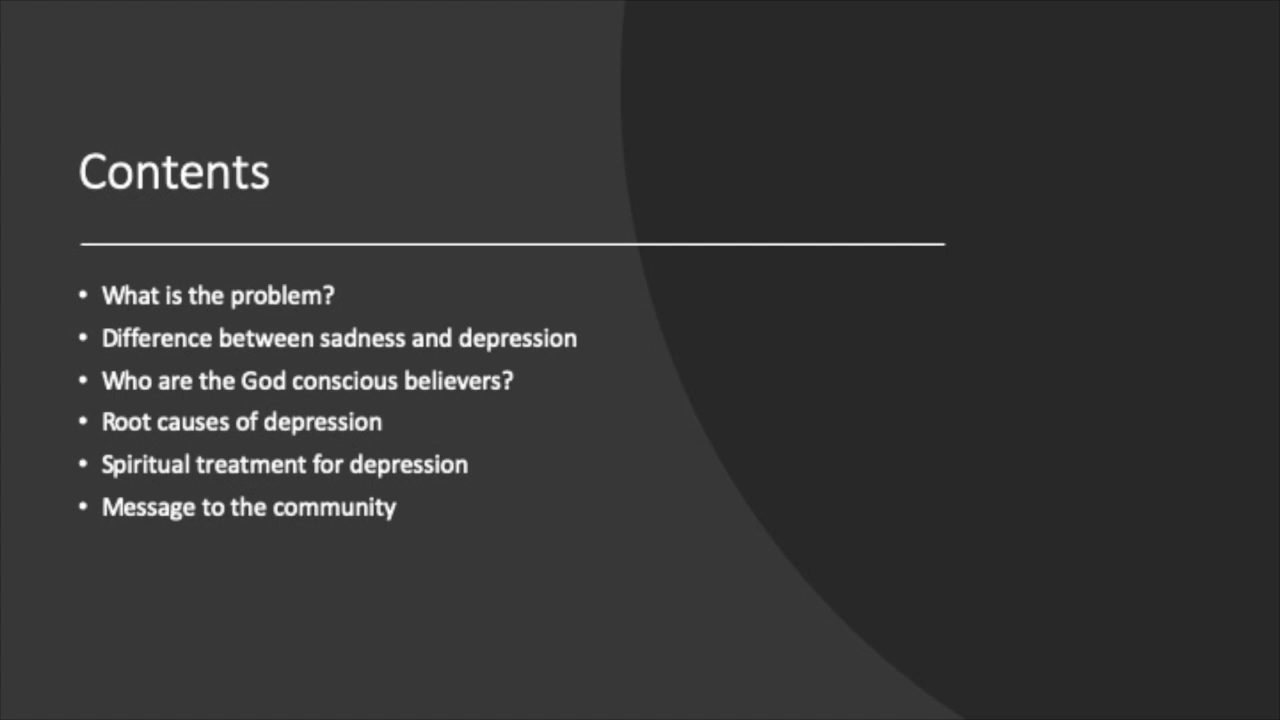 Contents
• What is the problem?
• Difference between sadness and depression
• Who are the God conscious believers?
• Root causes of depression
• Spiritual treatment for depression
• Message to the community